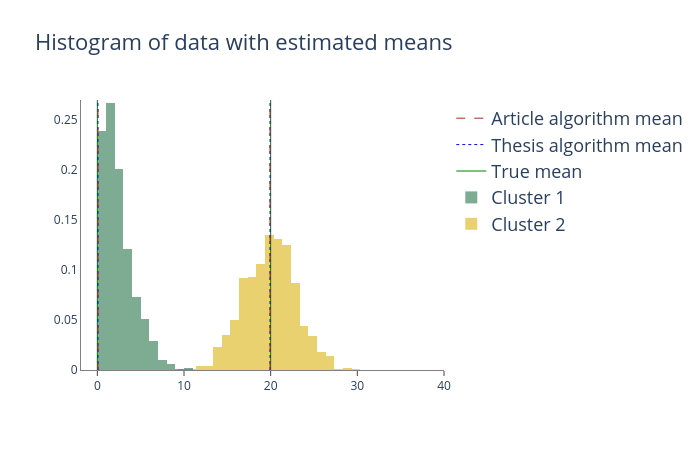 Histogram of data with estimated means
Article algorithm mean
Thesis algorithm mean
True mean
Cluster 1
Cluster 2
0.25
0.2
0.15
0.1
0.05
0
0 10 20 30 40